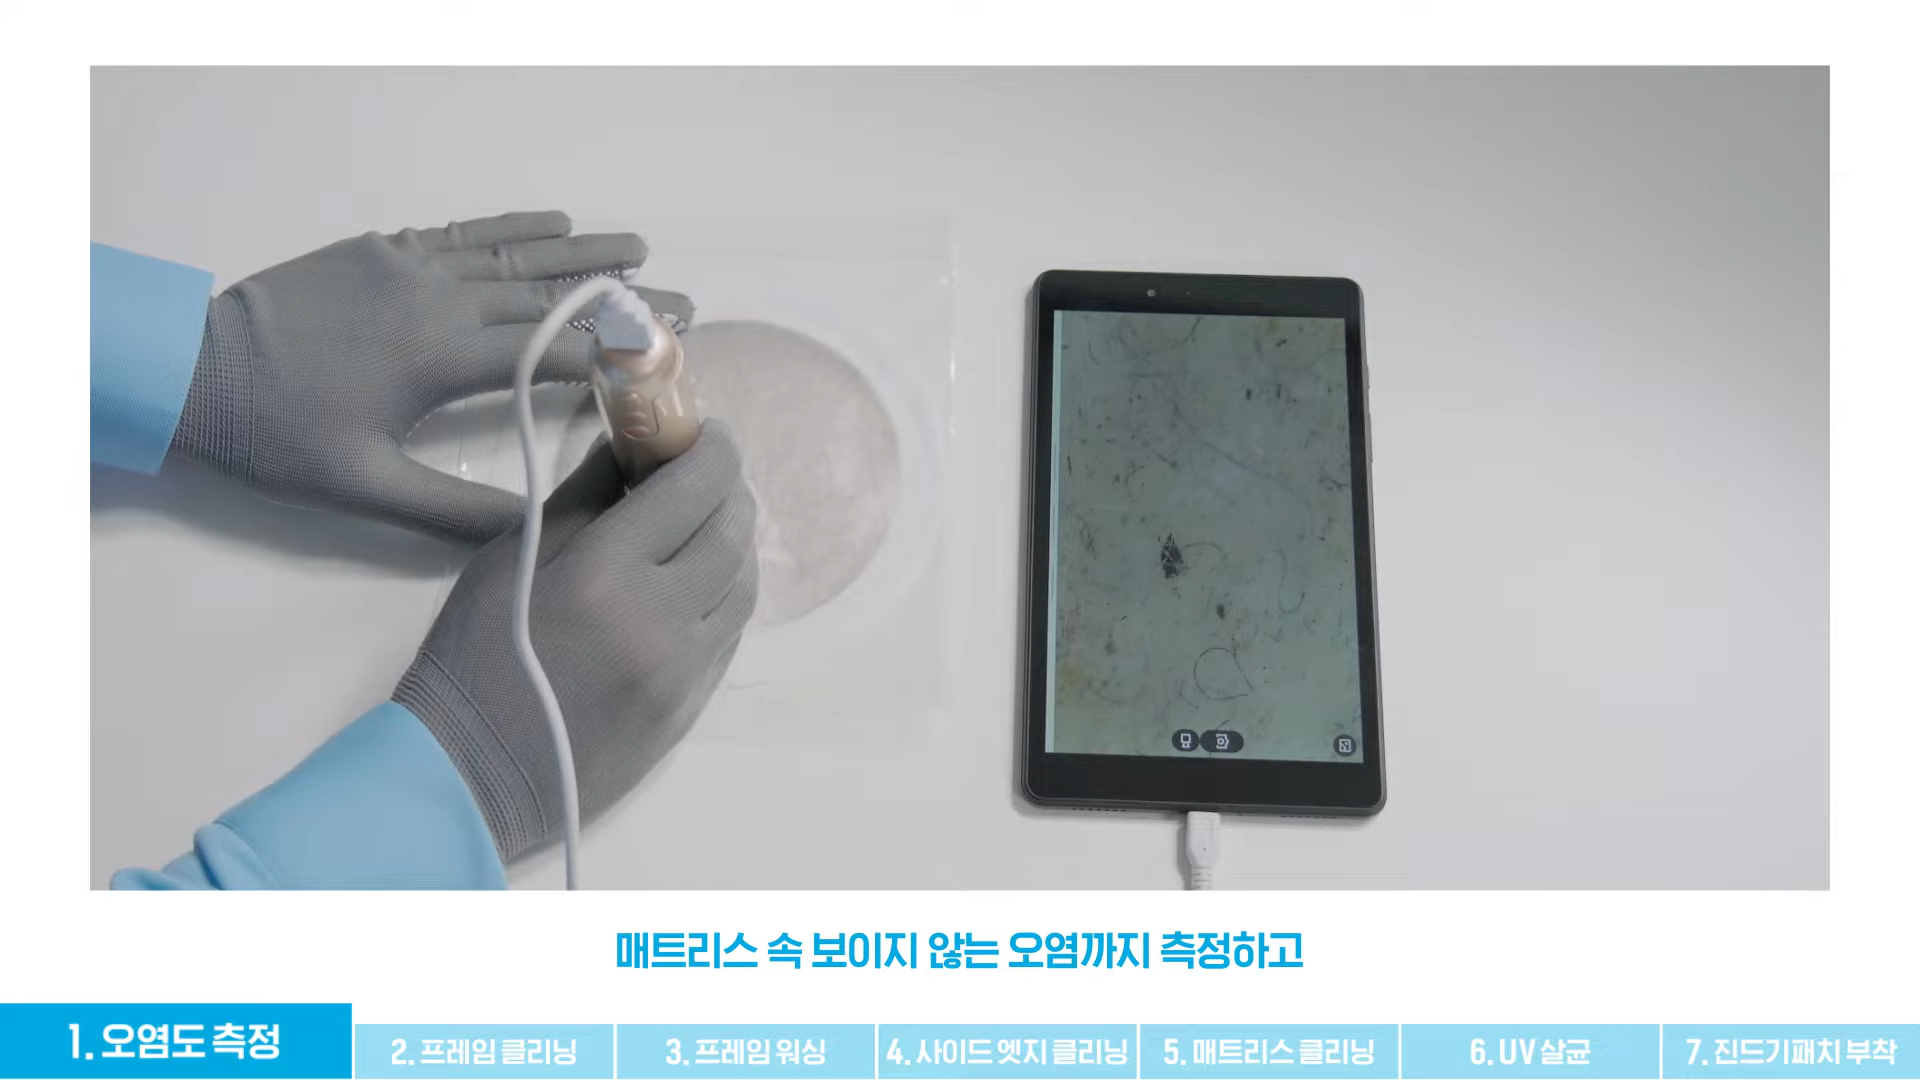 매트리스 속 보이지 않는 오염까지 측정하고
1. 오염도 측정
2. 프레임 클리닝
3. 프레임 워싱
4. 사이드 엣지 클리닝
5. 매트리스 클리닝
6. UV 살균
7. 진드기패치 부착